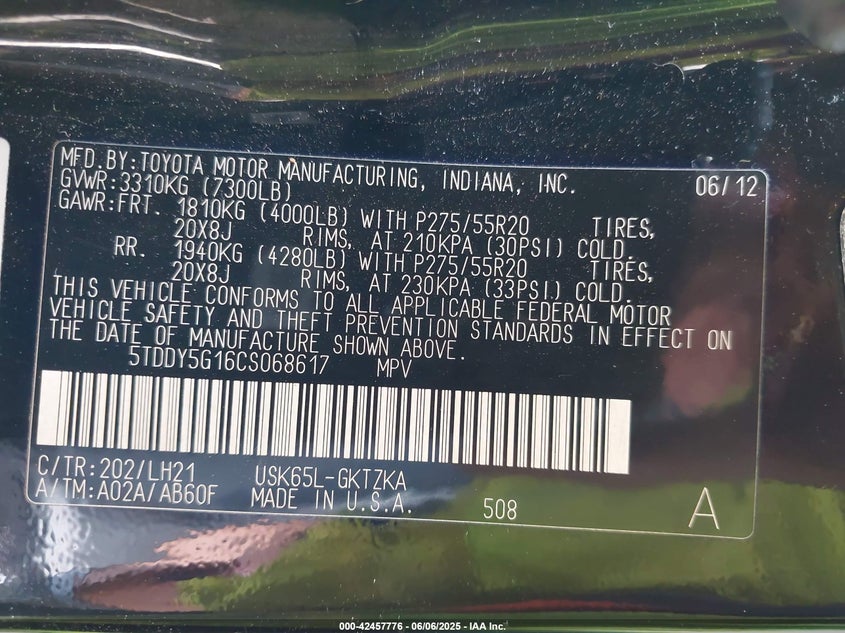 MFD.BY:TOYOTA MOTOR MANUFACTURING, INDIANA, INC. 06/12
GVWR:3310KG (7300LB)
GAWR:FRT. 1810KG (4000LB) WITH P275/55R20 TIRES,
20X8J RIMS, AT 210KPA (30PSI) COLD.
RR. 1940KG (4280LB) WITH P275/55R20 TIRES,
20X8J RIMS, AT 230KPA (33PSI) COLD.
THIS VEHICLE CONFORMS TO ALL APPLICABLE FEDERAL MOTOR
VEHICLE SAFETY AND THEFT PREVENTION STANDARDS IN EFFECT ON
THE DATE OF MANUFACTURE SHOWN ABOVE.
5TDDY5G16CS068617 MPV
C/TR:202/LH21 USK65L-GKTZKA
A/TM:A02A/AB60F MADE IN U.S.A. 508 A
000-42457776 - 06/06/2025 - IAA Inc.